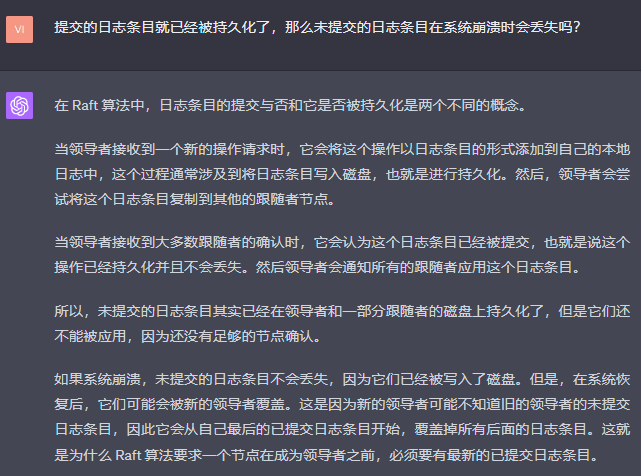 VI
提交的日志条目就已经被持久化了，那么未提交的日志条目在系统崩溃时会丢失吗？
在 Raft 算法中，日志条目的提交与否和它是否被持久化是两个不同的概念。
当领导者接收到一个新的操作请求时，它会将这个操作以日志条目的形式添加到自己的本地
日志中，这个过程通常涉及到将日志条目写入磁盘，也就是进行持久化。然后，领导者会尝
试将这个日志条目复制到其他的跟随者节点。
当领导者接收到大多数跟随者的确认时，它会认为这个日志条目已经被提交，也就是说这个
操作已经持久化并且不会丢失。然后领导者会通知所有的跟随者应用这个日志条目。
所以，未提交的日志条目其实已经在领导者和一部分跟随者的磁盘上持久化了，但是它们还
不能被应用，因为还没有足够的节点确认。
如果系统崩溃，未提交的日志条目不会丢失，因为它们已经被写入了磁盘。但是，在系统恢
复后，它们可能会被新的领导者覆盖。这是因为新的领导者可能不知道旧的领导者的未提交
日志条目，因此它会从自己最后的已提交日志条目开始，覆盖掉所有后面的日志条目。这就
是为什么 Raft 算法要求一个节点在成为领导者之前，必须要有最新的已提交日志条目。